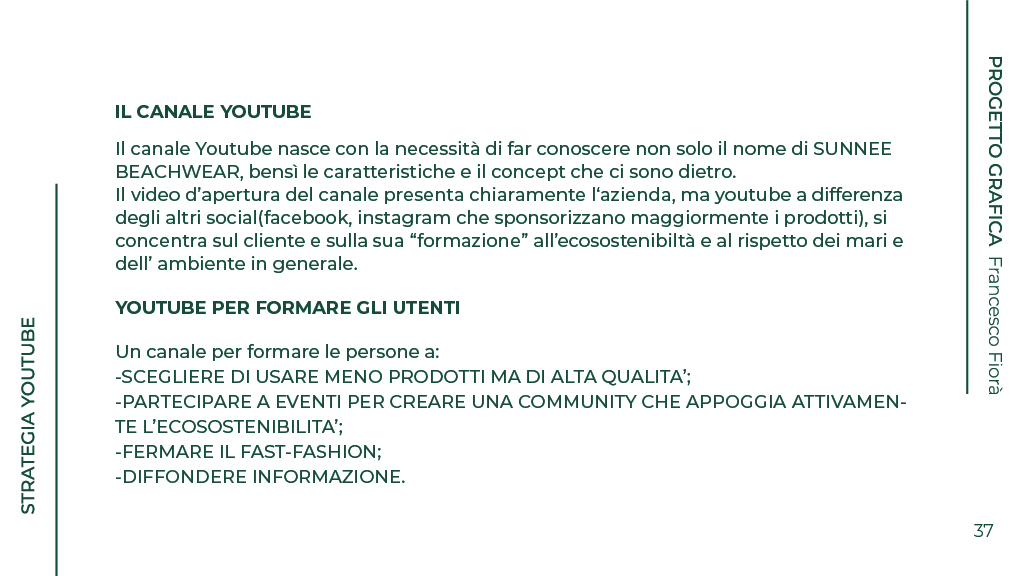 IL CANALE YOUTUBE
Il canale Youtube nasce con la necessità di far conoscere non solo il nome di SUNNEE
BEACHWEAR, bensì le caratteristiche e il concept che ci sono dietro.
Il video d’apertura del canale presenta chiaramente l‘azienda, ma youtube a differenza
degli altri social(facebook, instagram che sponsorizzano maggiormente i prodotti), si
concentra sul cliente e sulla sua “formazione” all’ecosostenibiltà e al rispetto dei mari e
dell’ ambiente in generale.
YOUTUBE PER FORMARE GLI UTENTI
Un canale per formare le persone a:
-SCEGLIERE DI USARE MENO PRODOTTI MA DI ALTA QUALITA’;
-PARTECIPARE A EVENTI PER CREARE UNA COMMUNITY CHE APPOGGIA ATTIVAMEN-
TE L’ECOSOSTENIBILITA’;
-FERMARE IL FAST-FASHION;
-DIFFONDERE INFORMAZIONE.
STRATEGIA YOUTUBE
PROGETTO GRAFICA Francesco Fiorà
37